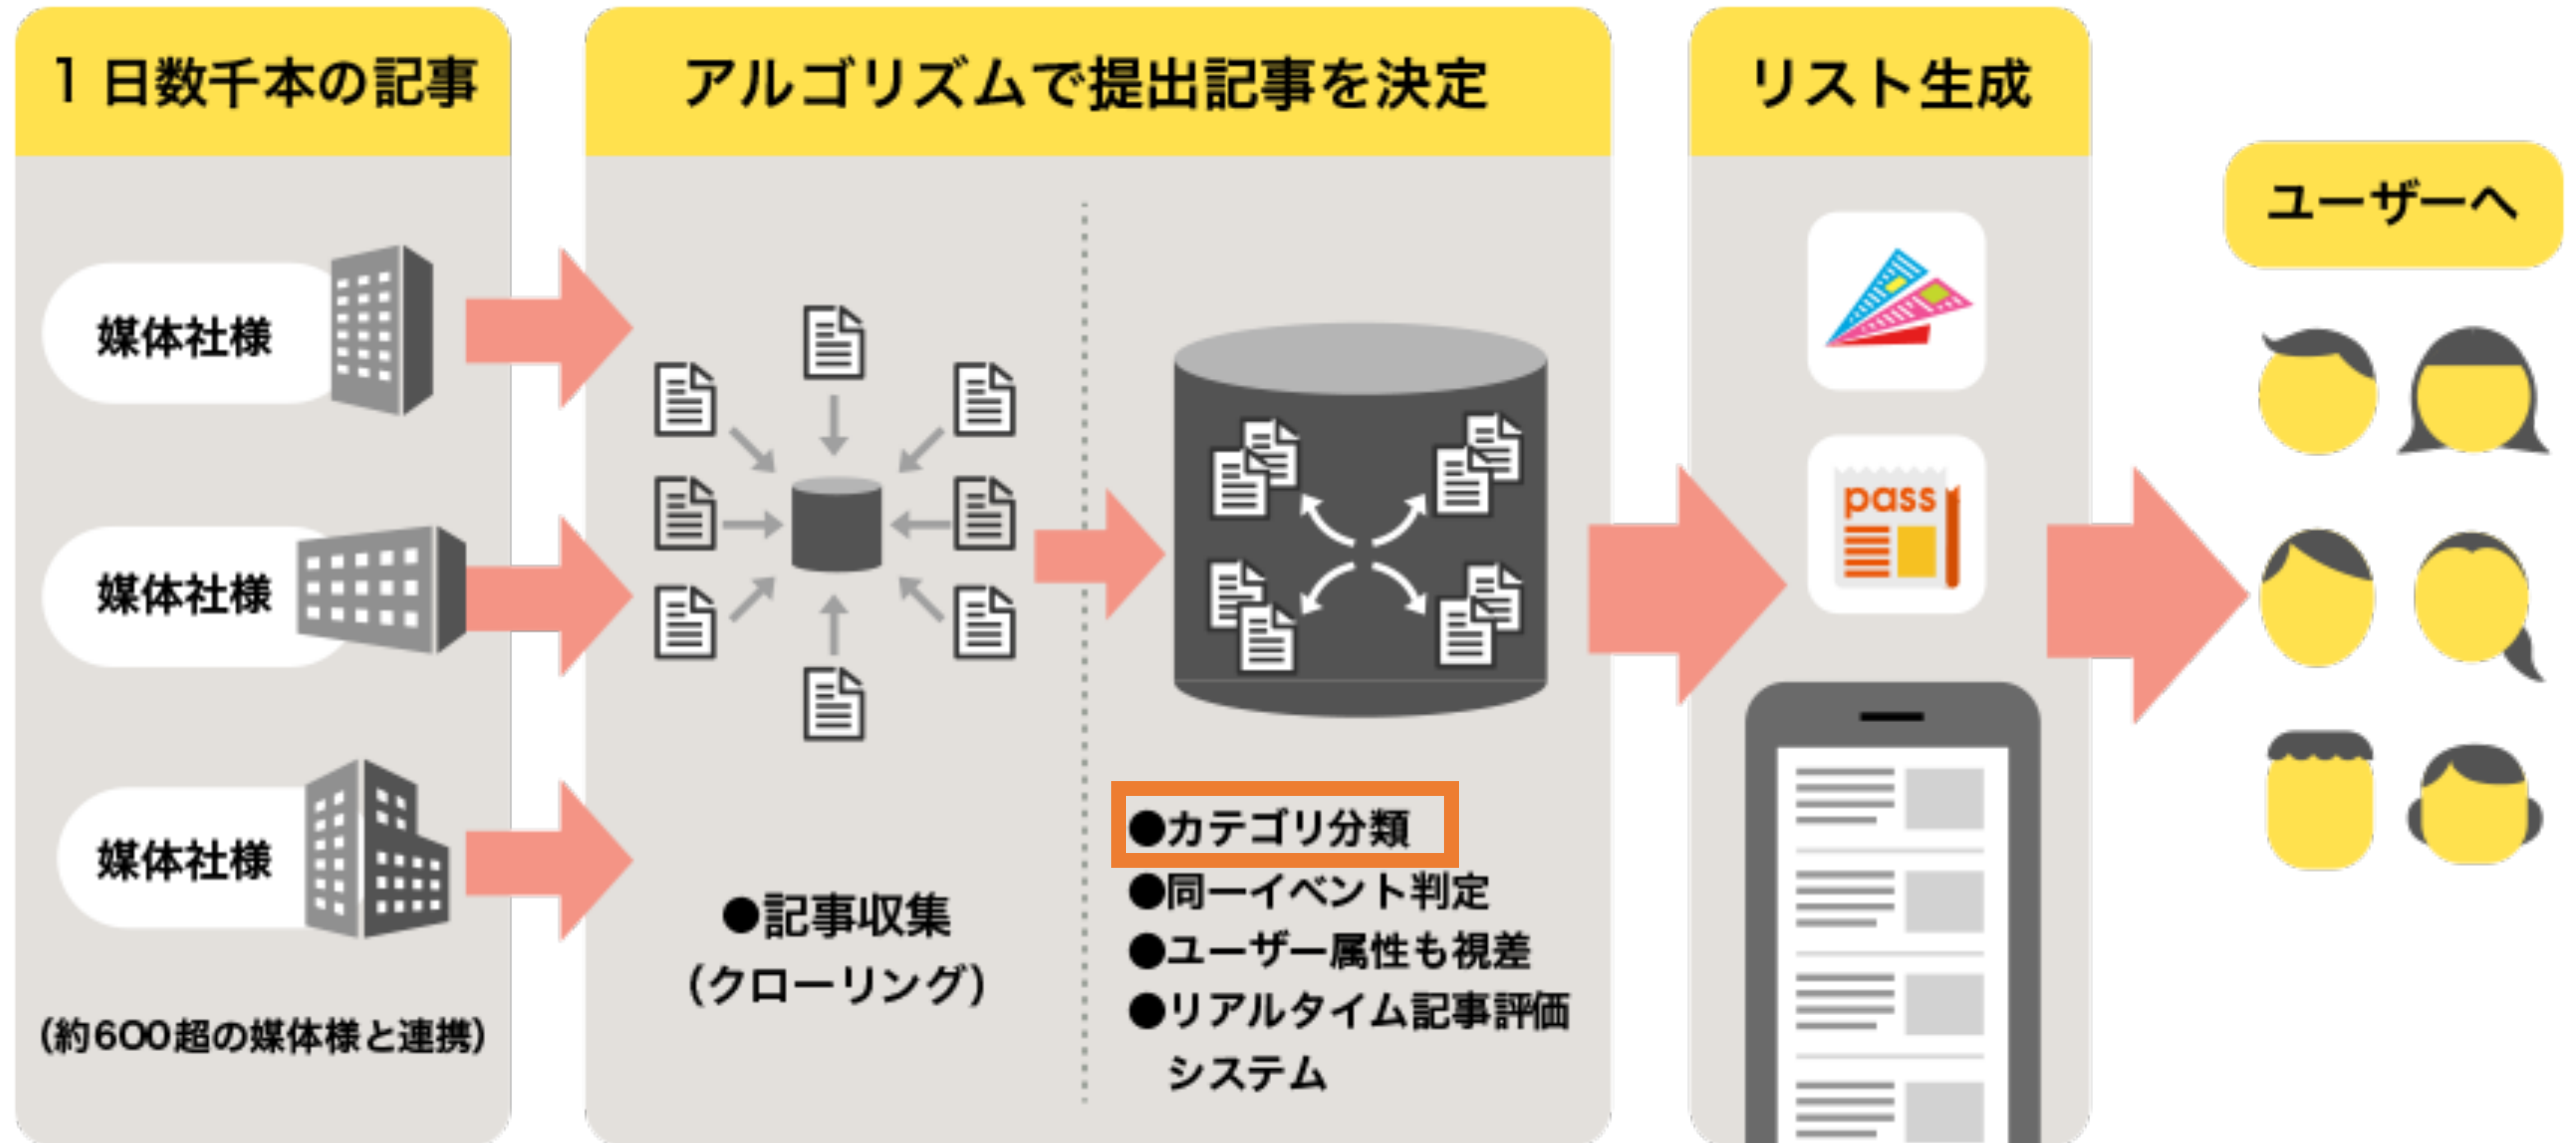 1日数千本の記事
媒体社様
媒体社様
媒体社様
(約600超の媒体様と連携)
アルゴリズムで提出記事を決定
●記事収集
(クローリング)
●カテゴリ分類
●同一イベント判定
●ユーザー属性も視差
●リアルタイム記事評価
システム
リスト生成
pass
ユーザーへ